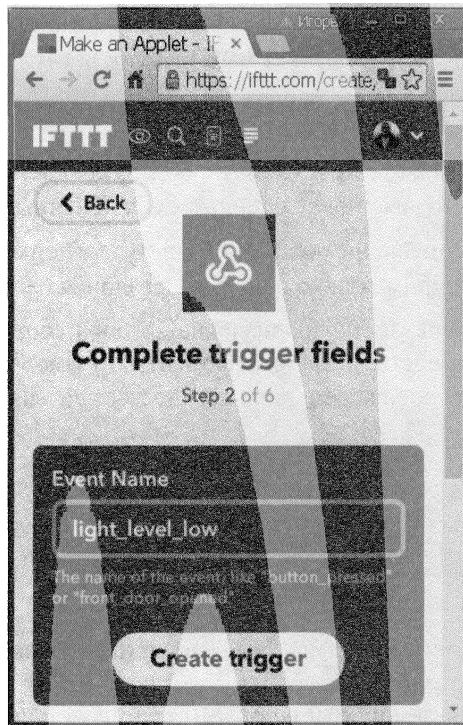 Игорь
Make an Applet - IF
https://ifttt.com/create/
IFTTT
Back
Complete trigger fields
Step 2 of 6
Event Name
light_level_low
The name of the event, like "button_pressed"
or "front_door_opened"
Create trigger